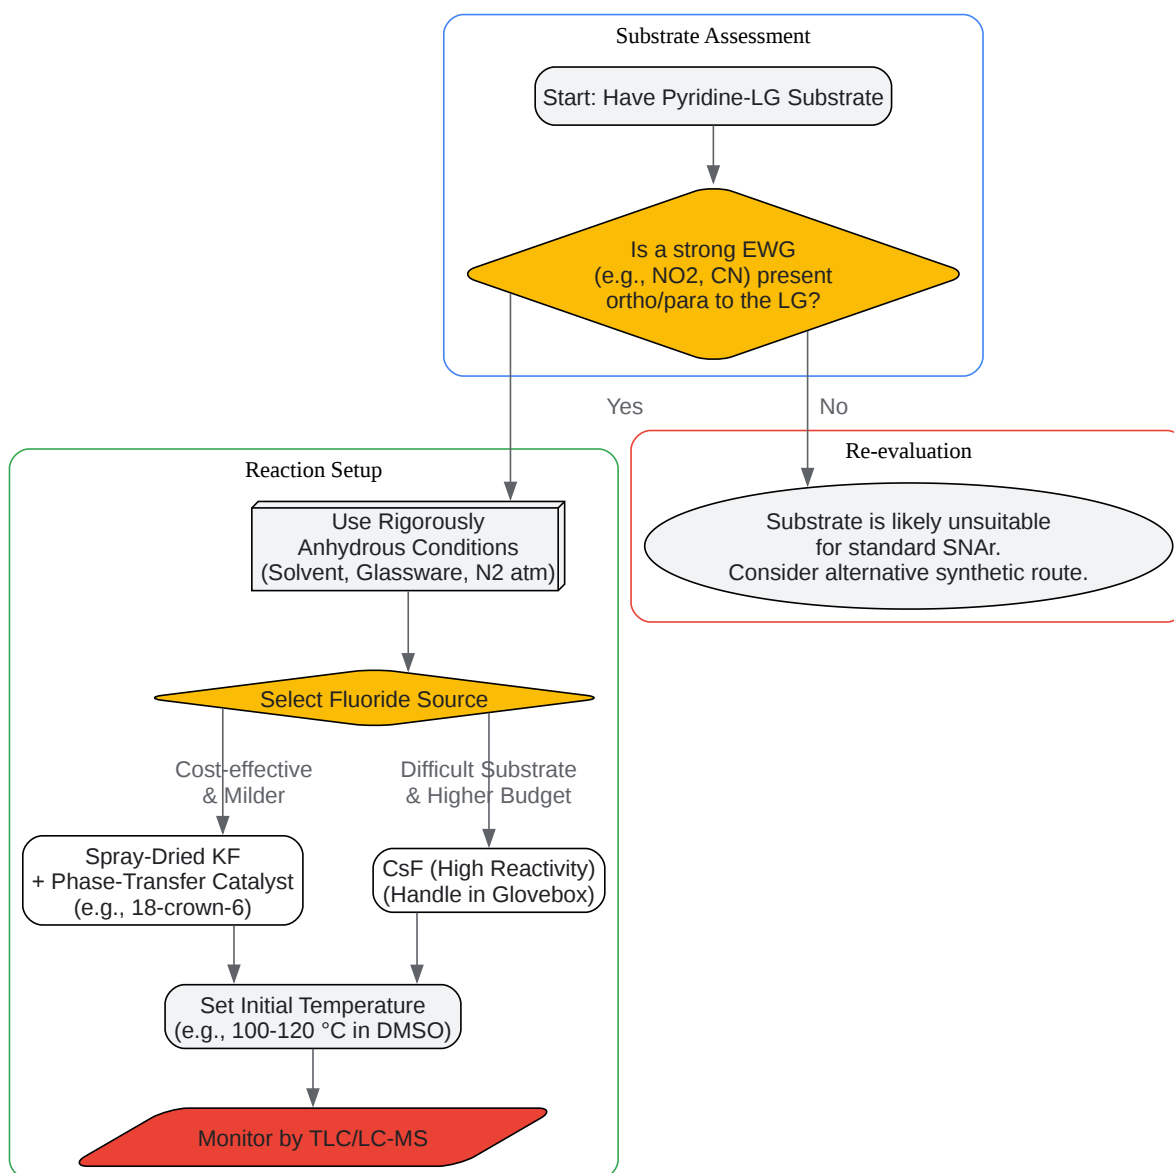 Substrate Assessment
Start: Have Pyridine-LG Substrate
Is a strong EWG
(e.g., NO2, CN) present
ortho/para to the LG?
Yes
No
Re-evaluation
Substrate is likely unsuitable
for standard SNAr.
Consider alternative synthetic route.
Reaction Setup
Use Rigorously
Anhydrous Conditions
(Solvent, Glassware, N2 atm)
Select Fluoride Source
Cost-effective
& Milder
Difficult Substrate
& Higher Budget
Spray-Dried KF
+ Phase-Transfer Catalyst
(e.g., 18-crown-6)
CsF (High Reactivity)
(Handle in Glovebox)
Set Initial Temperature
(e.g., 100-120 °C in DMSO)
Monitor by TLC/LC-MS